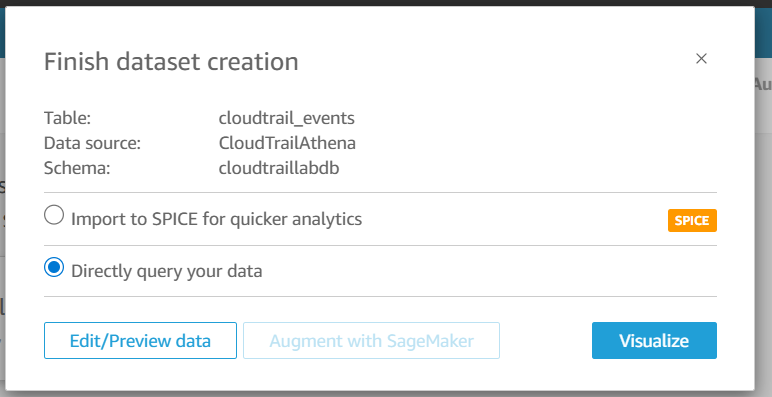 Finish dataset creation
Table: cloudtrail_events
Data source: CloudTrailAthena
Schema: cloudtraillabdb
Import to SPICE for quicker analytics SPICE
Directly query your data
Edit/Preview data Augment with SageMaker Visualize
Au